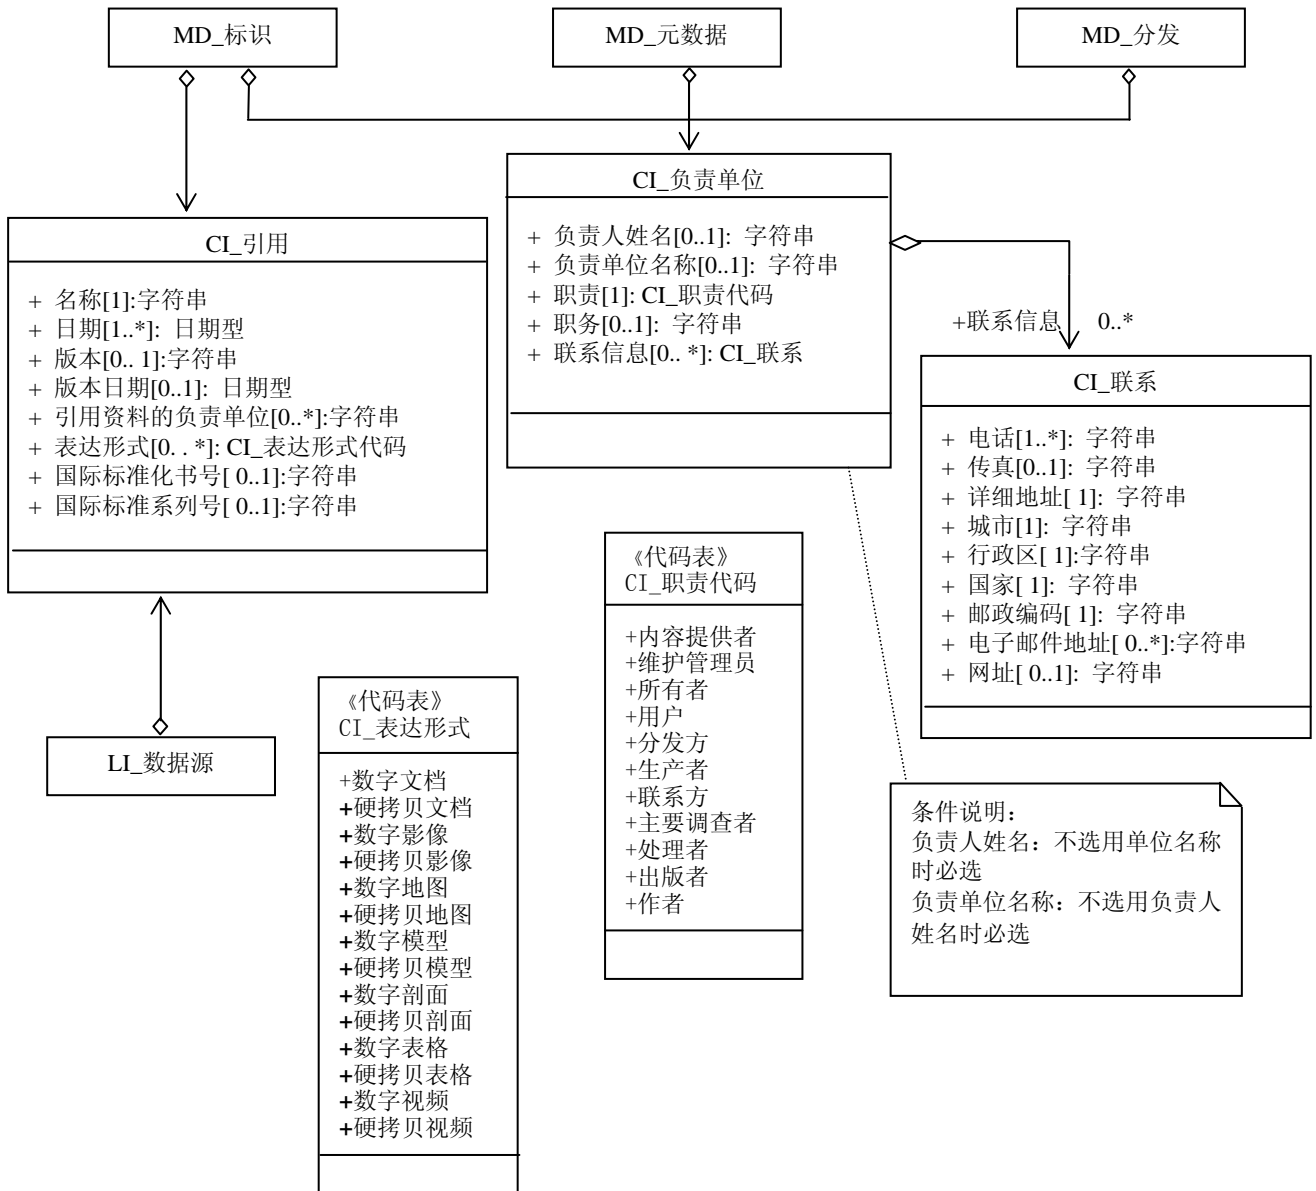 MD_标识
MD_元数据
MD_分发
CI_负责单位
+ 负责人姓名[0..1]: 字符串
+ 负责单位名称[0..1]: 字符串
+ 职责[1]: CI_职责代码
+ 职务[0..1]: 字符串
+ 联系信息[0.. *]: CI_联系
CI_引用
+ 名称[1]:字符串
+ 日期[1..*]: 日期型
+ 版本[0.. 1]:字符串
+ 版本日期[0..1]: 日期型
+ 引用资料的负责单位[0..*]:字符串
+ 表达形式[0. . *]: CI_表达形式代码
+ 国际标准化书号[ 0..1]:字符串
+ 国际标准系列号[ 0..1]:字符串
+联系信息 0..*
CI_联系
+ 电话[1..*]: 字符串
+ 传真[0..1]: 字符串
+ 详细地址[ 1]: 字符串
+ 城市[1]: 字符串
+ 行政区[ 1]:字符串
+ 国家[ 1]: 字符串
+ 邮政编码[ 1]: 字符串
+ 电子邮件地址[ 0..*]:字符串
+ 网址[ 0..1]: 字符串
《代码表》
CI_职责代码
+内容提供者
+维护管理员
+所有者
+用户
+分发方
+生产者
+联系方
+主要调查者
+处理者
+出版者
+作者
《代码表》
CI_表达形式
+数字文档
+硬拷贝文档
+数字影像
+硬拷贝影像
+数字地图
+硬拷贝地图
+数字模型
+硬拷贝模型
+数字剖面
+硬拷贝剖面
+数字表格
+硬拷贝表格
+数字视频
+硬拷贝视频
LI_数据源
条件说明：
负责人姓名：不选用单位名称
时必选
负责单位名称：不选用负责人
姓名时必选